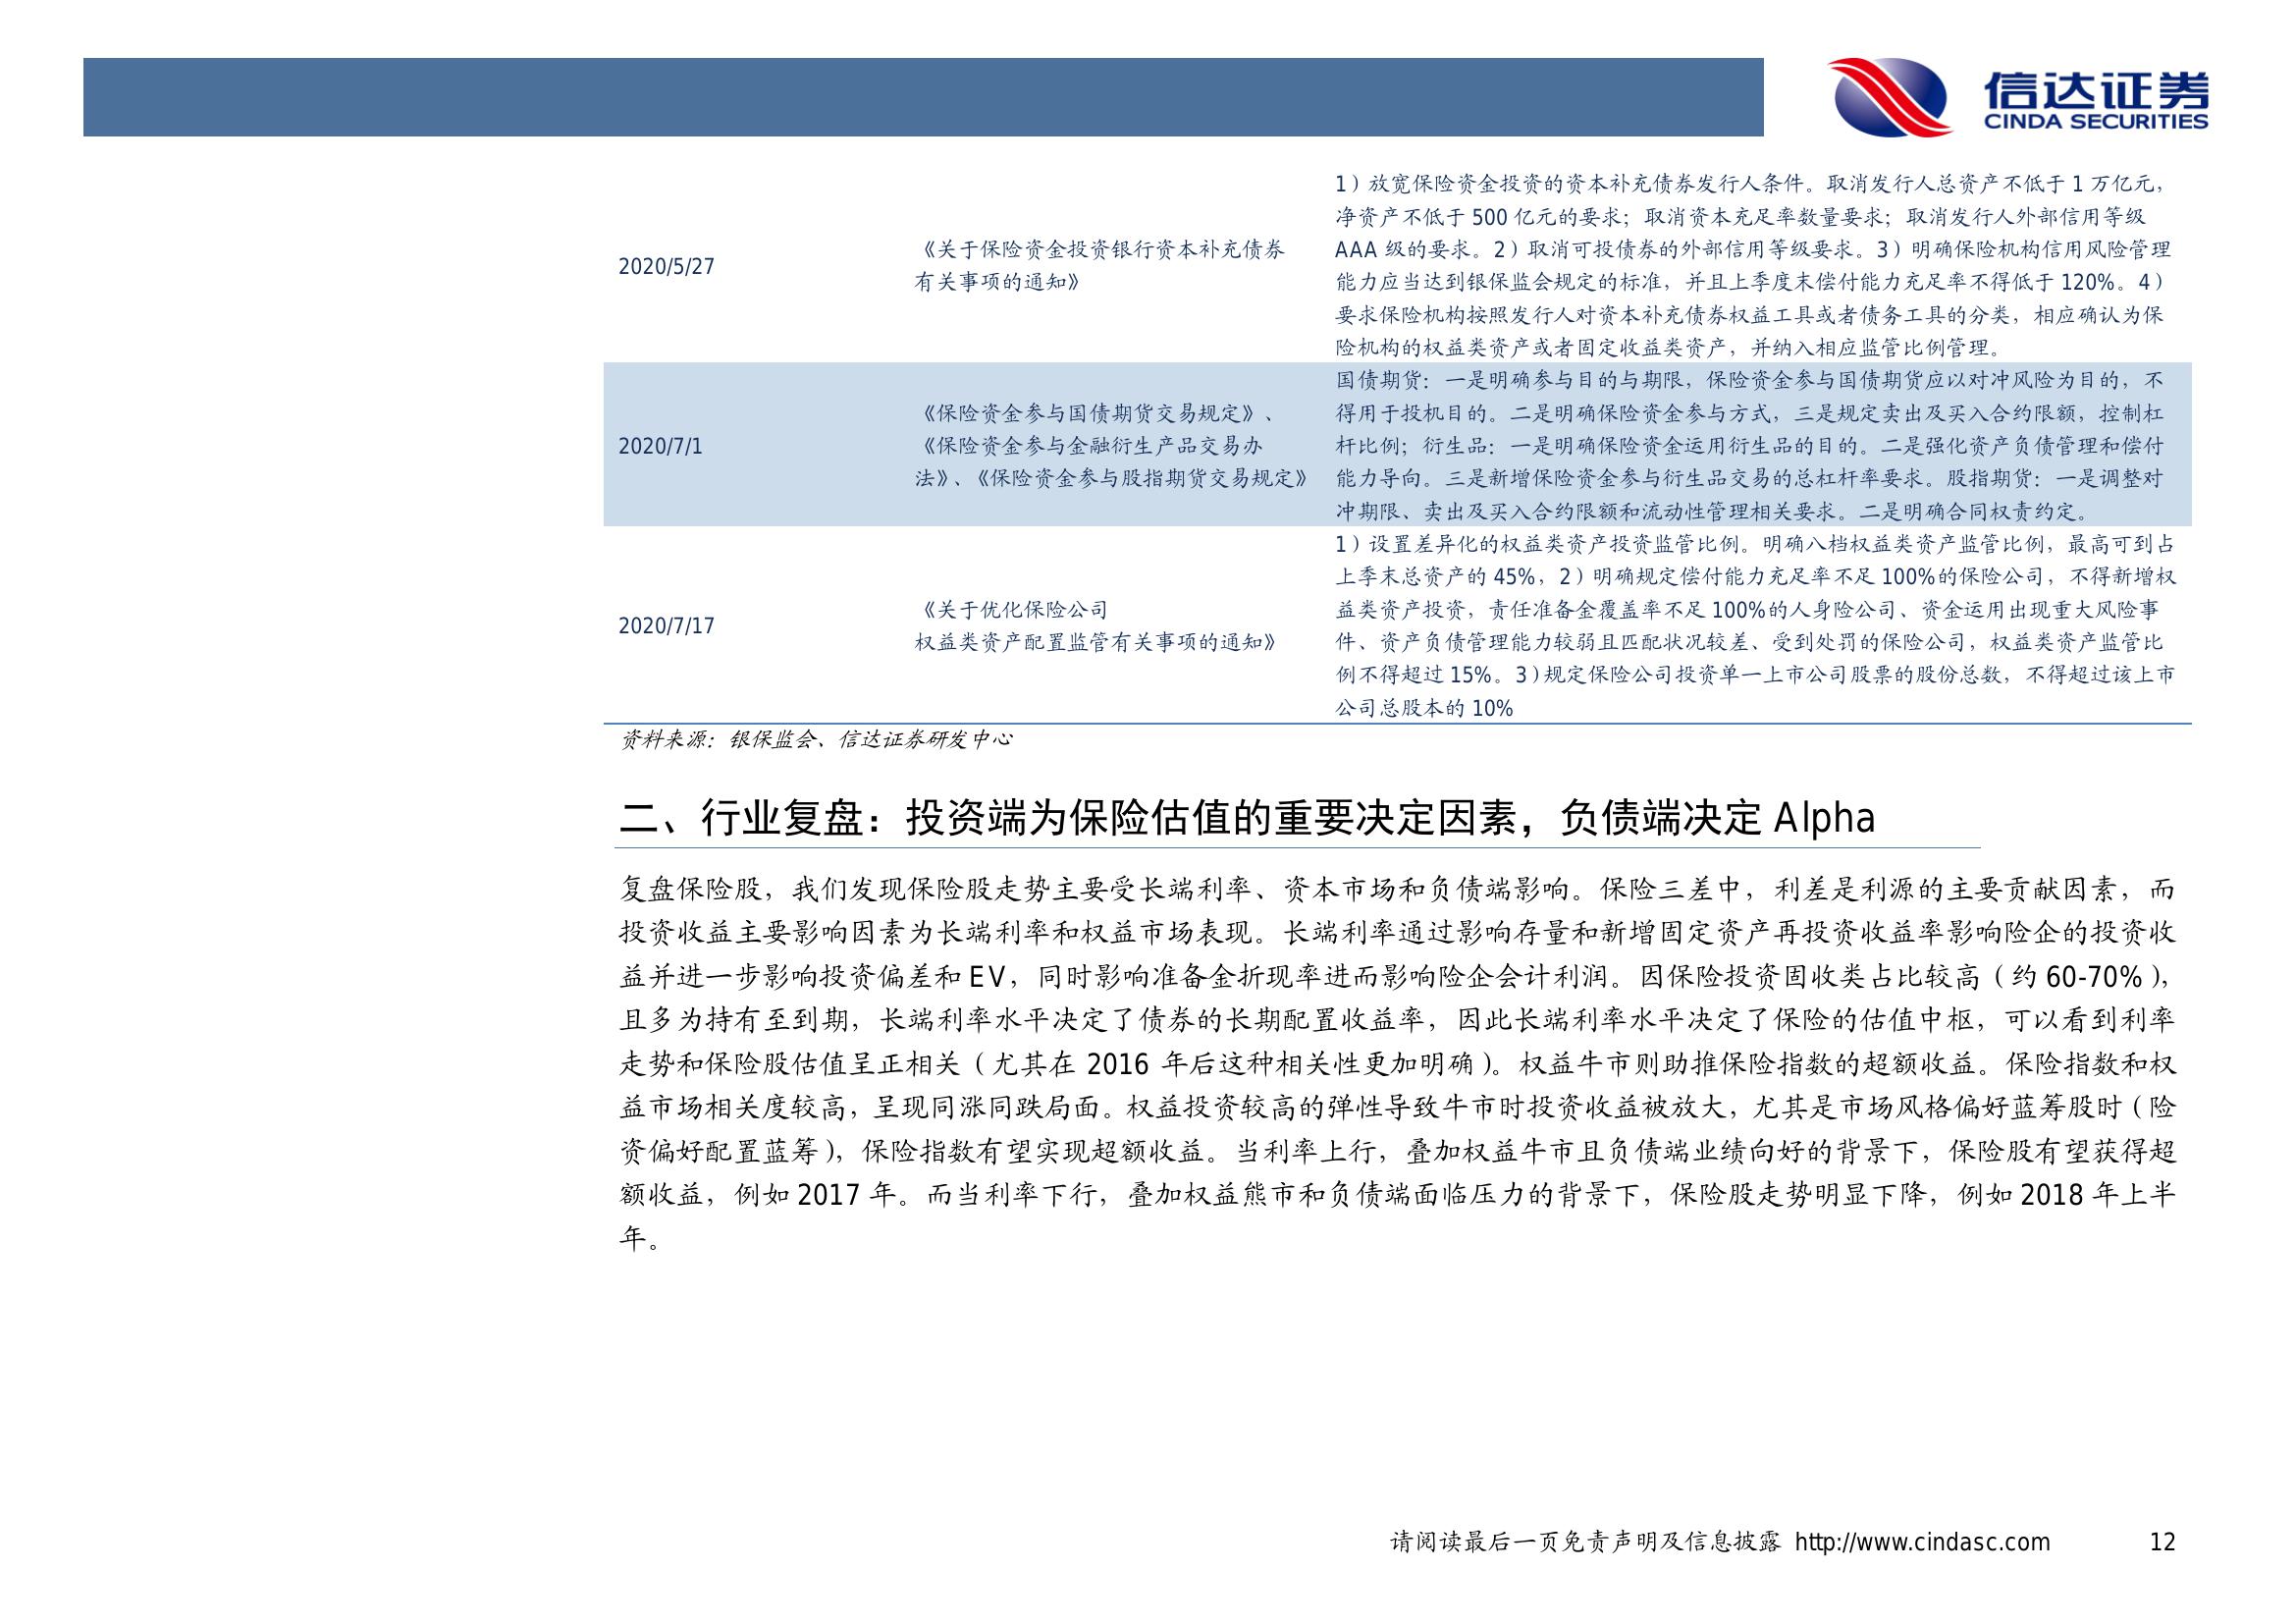 信达证券
CINDA SECURITIES
1）放宽保险资金投资的资本补充债券发行人条件。取消发行人总资产不低于 1 万亿元，
净资产不低于 500 亿元的要求；取消资本充足率数量要求；取消发行人外部信用等级
AAA 级的要求。2）取消可投债券的外部信用等级要求。3）明确保险机构信用风险管理
能力应当达到银保监会规定的标准，并且上季度末偿付能力充足率不得低于 120%。4）
要求保险机构按照发行人对资本补充债券权益工具或者债务工具的分类，相应确认为保
险机构的权益类资产或者固定收益类资产，并纳入相应监管比例管理。
2020/5/27
《关于保险资金投资银行资本补充债券
有关事项的通知》
国债期货：一是明确参与目的与期限，保险资金参与国债期货应以对冲风险为目的，不
得用于投机目的。二是明确保险资金参与方式，三是规定卖出及买入合约限额，控制杠
杆比例；衍生品：一是明确保险资金运用衍生品的目的。二是强化资产负债管理和偿付
能力导向。三是新增保险资金参与衍生品交易的总杠杆率要求。股指期货：一是调整对
冲期限、卖出及买入合约限额和流动性管理相关要求。二是明确合同权责约定。
2020/7/1
《保险资金参与国债期货交易规定》、
《保险资金参与金融衍生产品交易办
法》、《保险资金参与股指期货交易规定》
1）设置差异化的权益类资产投资监管比例。明确八档权益类资产监管比例，最高可到占
上季末总资产的 45%，2）明确规定偿付能力充足率不足 100%的保险公司，不得新增权
益类资产投资，责任准备金覆盖率不足 100%的人身险公司、资金运用出现重大风险事
件、资产负债管理能力较弱且匹配状况较差、受到处罚的保险公司，权益类资产监管比
例不得超过 15%。3）规定保险公司投资单一上市公司股票的股份总数，不得超过该上市
公司总股本的 10%
2020/7/17
《关于优化保险公司
权益类资产配置监管有关事项的通知》
资料来源：银保监会、信达证券研发中心
二、行业复盘：投资端为保险估值的重要决定因素，负债端决定 Alpha
复盘保险股，我们发现保险股走势主要受长端利率、资本市场和负债端影响。保险三差中，利差是利源的主要贡献因素，而
投资收益主要影响因素为长端利率和权益市场表现。长端利率通过影响存量和新增固定资产再投资收益率影响险企的投资收
益并进一步影响投资偏差和 EV，同时影响准备金折现率进而影响险企会计利润。因保险投资固收类占比较高（约 60-70%），
且多为持有至到期，长端利率水平决定了债券的长期配置收益率，因此长端利率水平决定了保险的估值中枢，可以看到利率
走势和保险股估值呈正相关（尤其在 2016 年后这种相关性更加明确）。权益牛市则助推保险指数的超额收益。保险指数和权
益市场相关度较高，呈现同涨同跌局面。权益投资较高的弹性导致牛市时投资收益被放大，尤其是市场风格偏好蓝筹股时（险
资偏好配置蓝筹），保险指数有望实现超额收益。当利率上行，叠加权益牛市且负债端业绩向好的背景下，保险股有望获得超
额收益，例如 2017 年。而当利率下行，叠加权益熊市和负债端面临压力的背景下，保险股走势明显下降，例如 2018 年上半
年。
请阅读最后一页免责声明及信息披露 http://www.cindasc.com 12